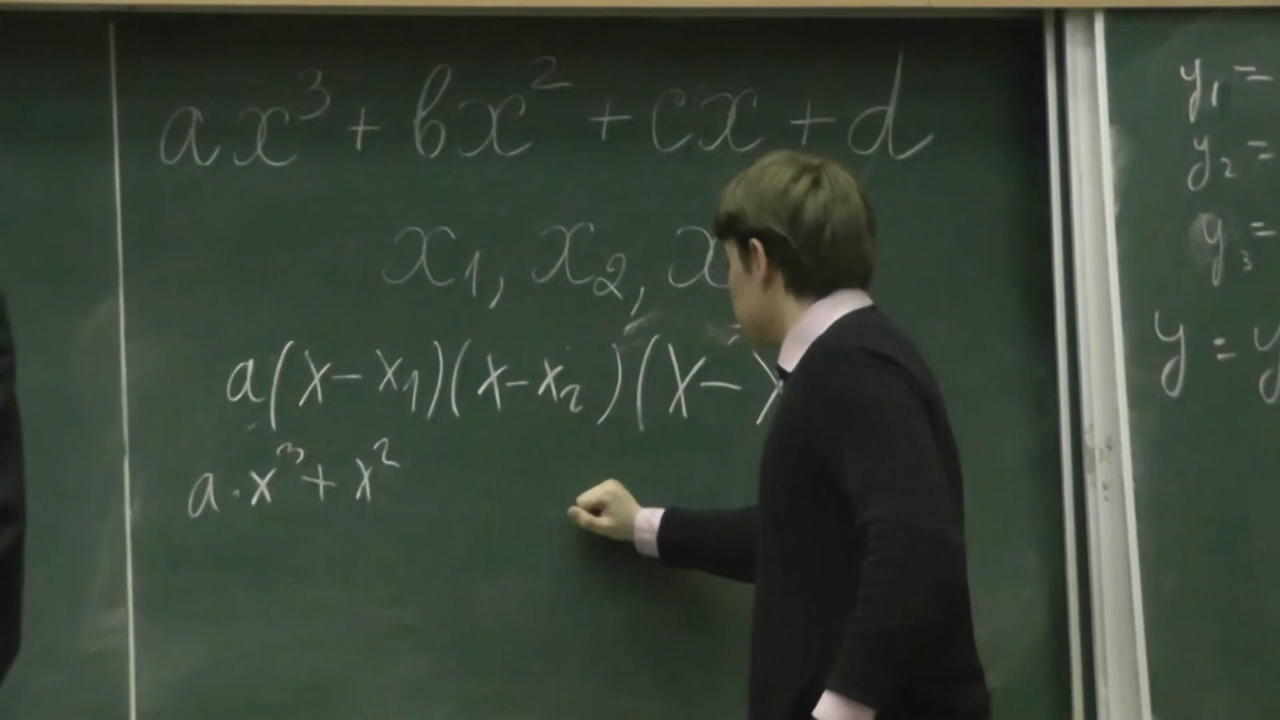 ax³ + bx² + cx + d
x₁, x₂, x
a(x - x₁)(x - x₂)(x - x
a · x³ + x²
y₁ =
y₂ =
y₃ =
y = y